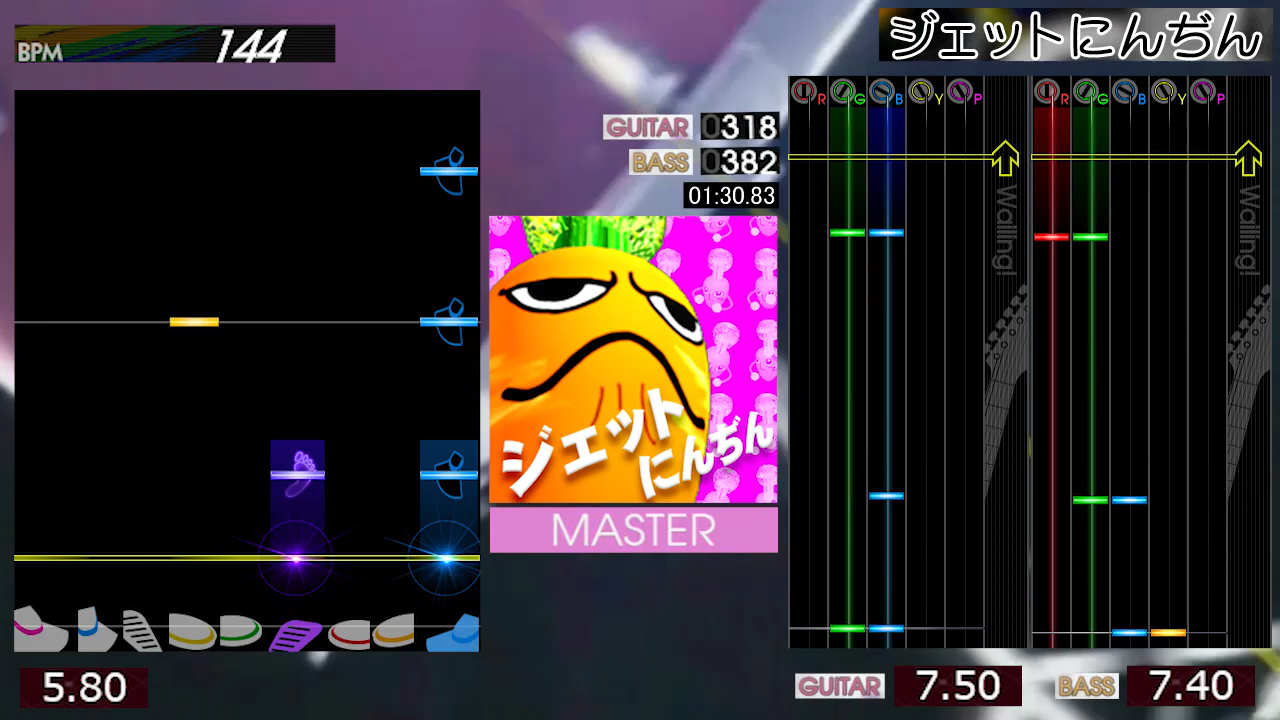 BPM 144
ジェットにんぢん
R G B Y P R G B Y P
GUITAR 0318
BASS 0382
01:30.83
Wailing! Wailing!
ジェット
にんぢん
MASTER
5.80
GUITAR 7.50 BASS 7.40